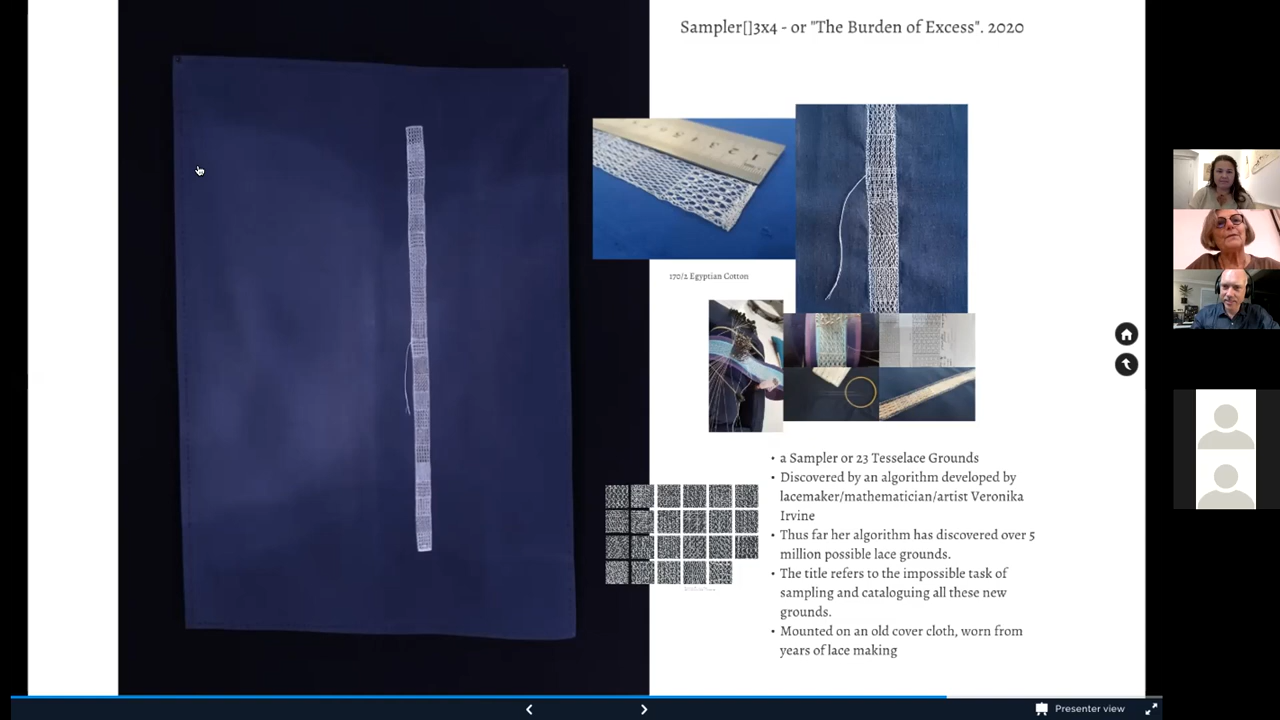 Sampler[]3x4 - or "The Burden of Excess". 2020
170/2 Egyptian Cotton
• a Sampler or 23 Tesselace Grounds
• Discovered by an algorithm developed by
lacemaker/mathematician/artist Veronika
Irvine
• Thus far her algorithm has discovered over 5
million possible lace grounds.
• The title refers to the impossible task of
sampling and cataloguing all these new
grounds.
• Mounted on an old cover cloth, worn from
years of lace making
Presenter view